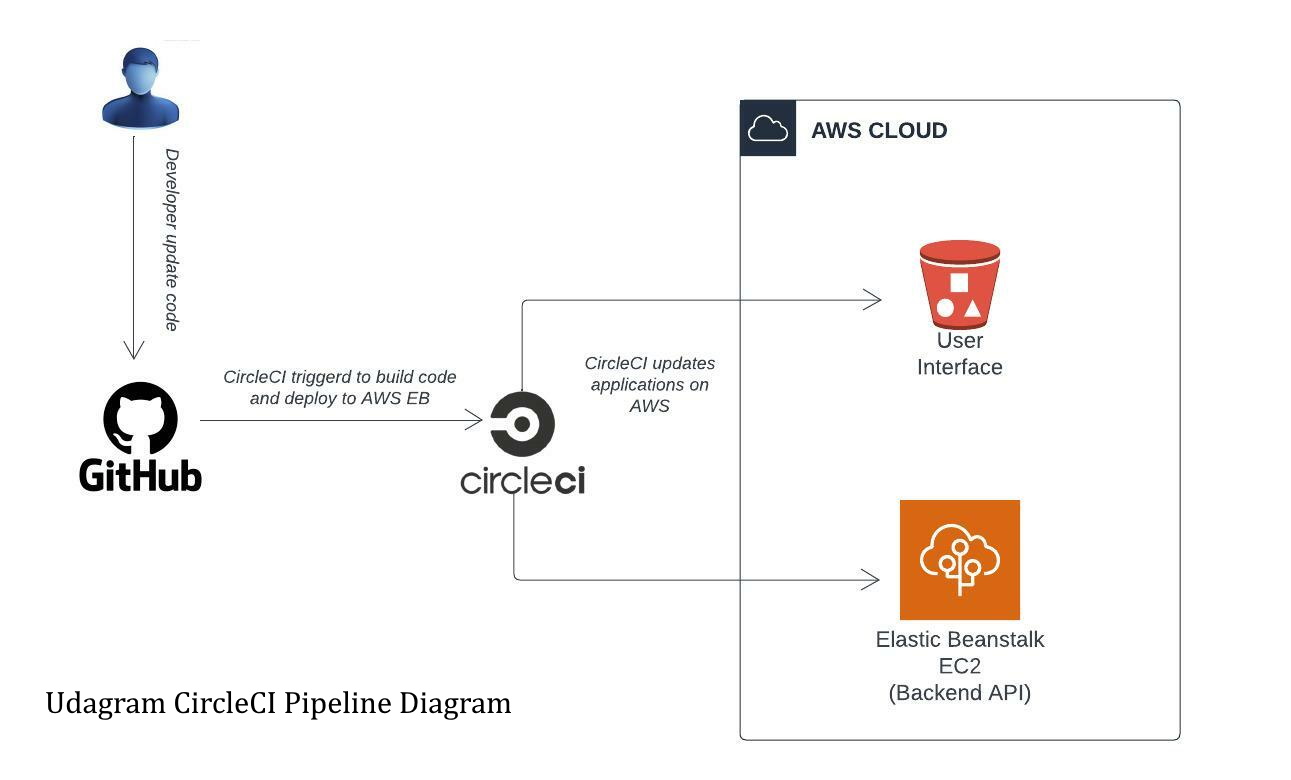 AWS CLOUD
Developer update code
User
Interface
CircleCI triggerd to build code
and deploy to AWS EB
CircleCI updates
applications on
AWS
GitHub
circleci
Elastic Beanstalk
EC2
(Backend API)
Udagram CircleCI Pipeline Diagram